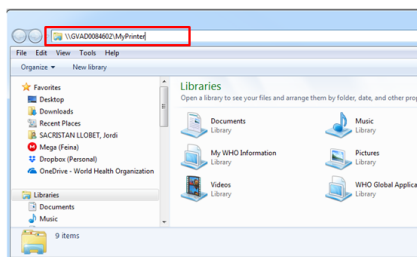 \\GVAD0084602\MyPrinter
File Edit View Tools Help
Organize New library
Favorites
Desktop
Downloads
Recent Places
SACRISTAN LLOBET, Jordi
Mega (Feina)
Dropbox (Personal)
OneDrive - World Health Organization
Libraries
Documents
Music
Libraries
Open a library to see your files and arrange them by folder, date, and other prop
Documents
Library
Music
Library
My WHO Information
Library
Pictures
Library
Videos
Library
WHO Global Applica
Library
9 items